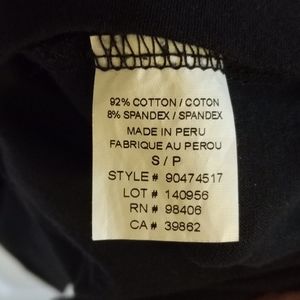 92% COTTON / COTON
8% SPANDEX / SPANDEX
MADE IN PERU
FABRIQUE AU PEROU
S / P
STYLE# 90474517
LOT # 140956
RN # 98406
CA# 39862